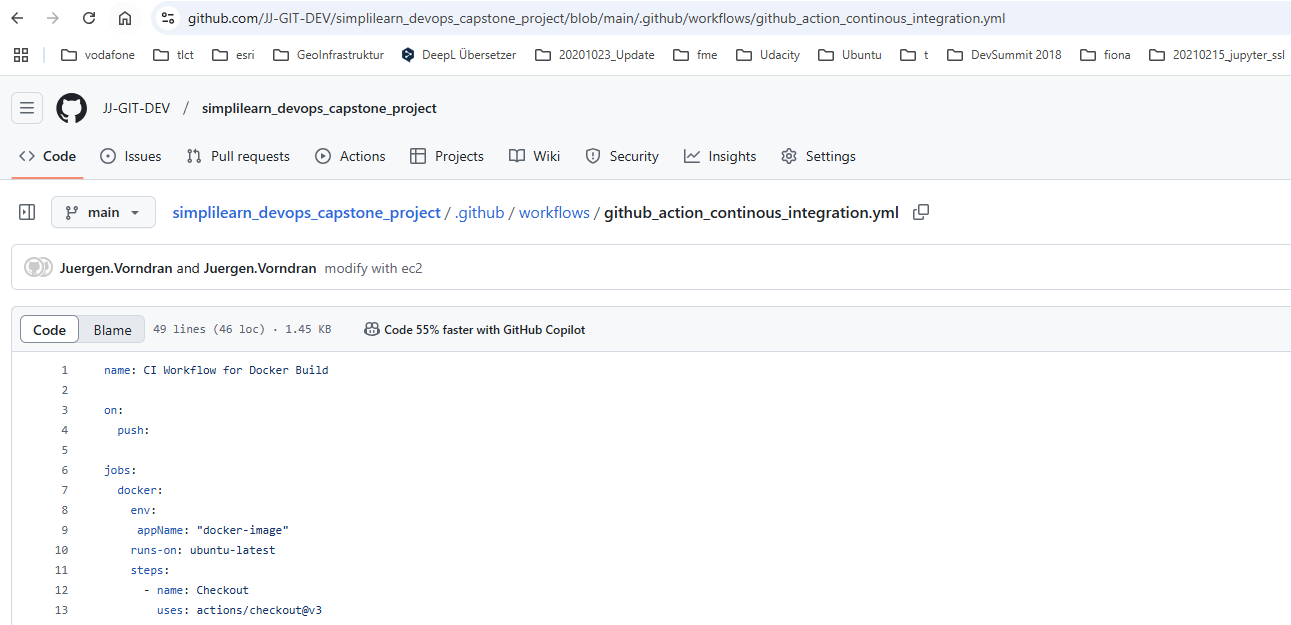 github.com/JJ-GIT-DEV/simplilearn_devops_capstone_project/blob/main/.github/workflows/github_action_continous_integration.yml
vodafone tlct esri GeoInfrastruktur DeepL Übersetzer 20201023_Update fme Udacity Ubuntu t DevSummit 2018 fiona 20210215_jupyter_ssl
JJ-GIT-DEV / simplilearn_devops_capstone_project
Code Issues Pull requests Actions Projects Wiki Security Insights Settings
main simplilearn_devops_capstone_project / .github / workflows / github_action_continous_integration.yml
Juergen.Vorndran and Juergen.Vorndran modify with ec2
Code Blame 49 lines (46 loc) · 1.45 KB Code 55% faster with GitHub Copilot
1 name: CI Workflow for Docker Build
2
3 on:
4 push:
5
6 jobs:
7 docker:
8 env:
9 appName: "docker-image"
10 runs-on: ubuntu-latest
11 steps:
12 - name: Checkout
13 uses: actions/checkout@v3